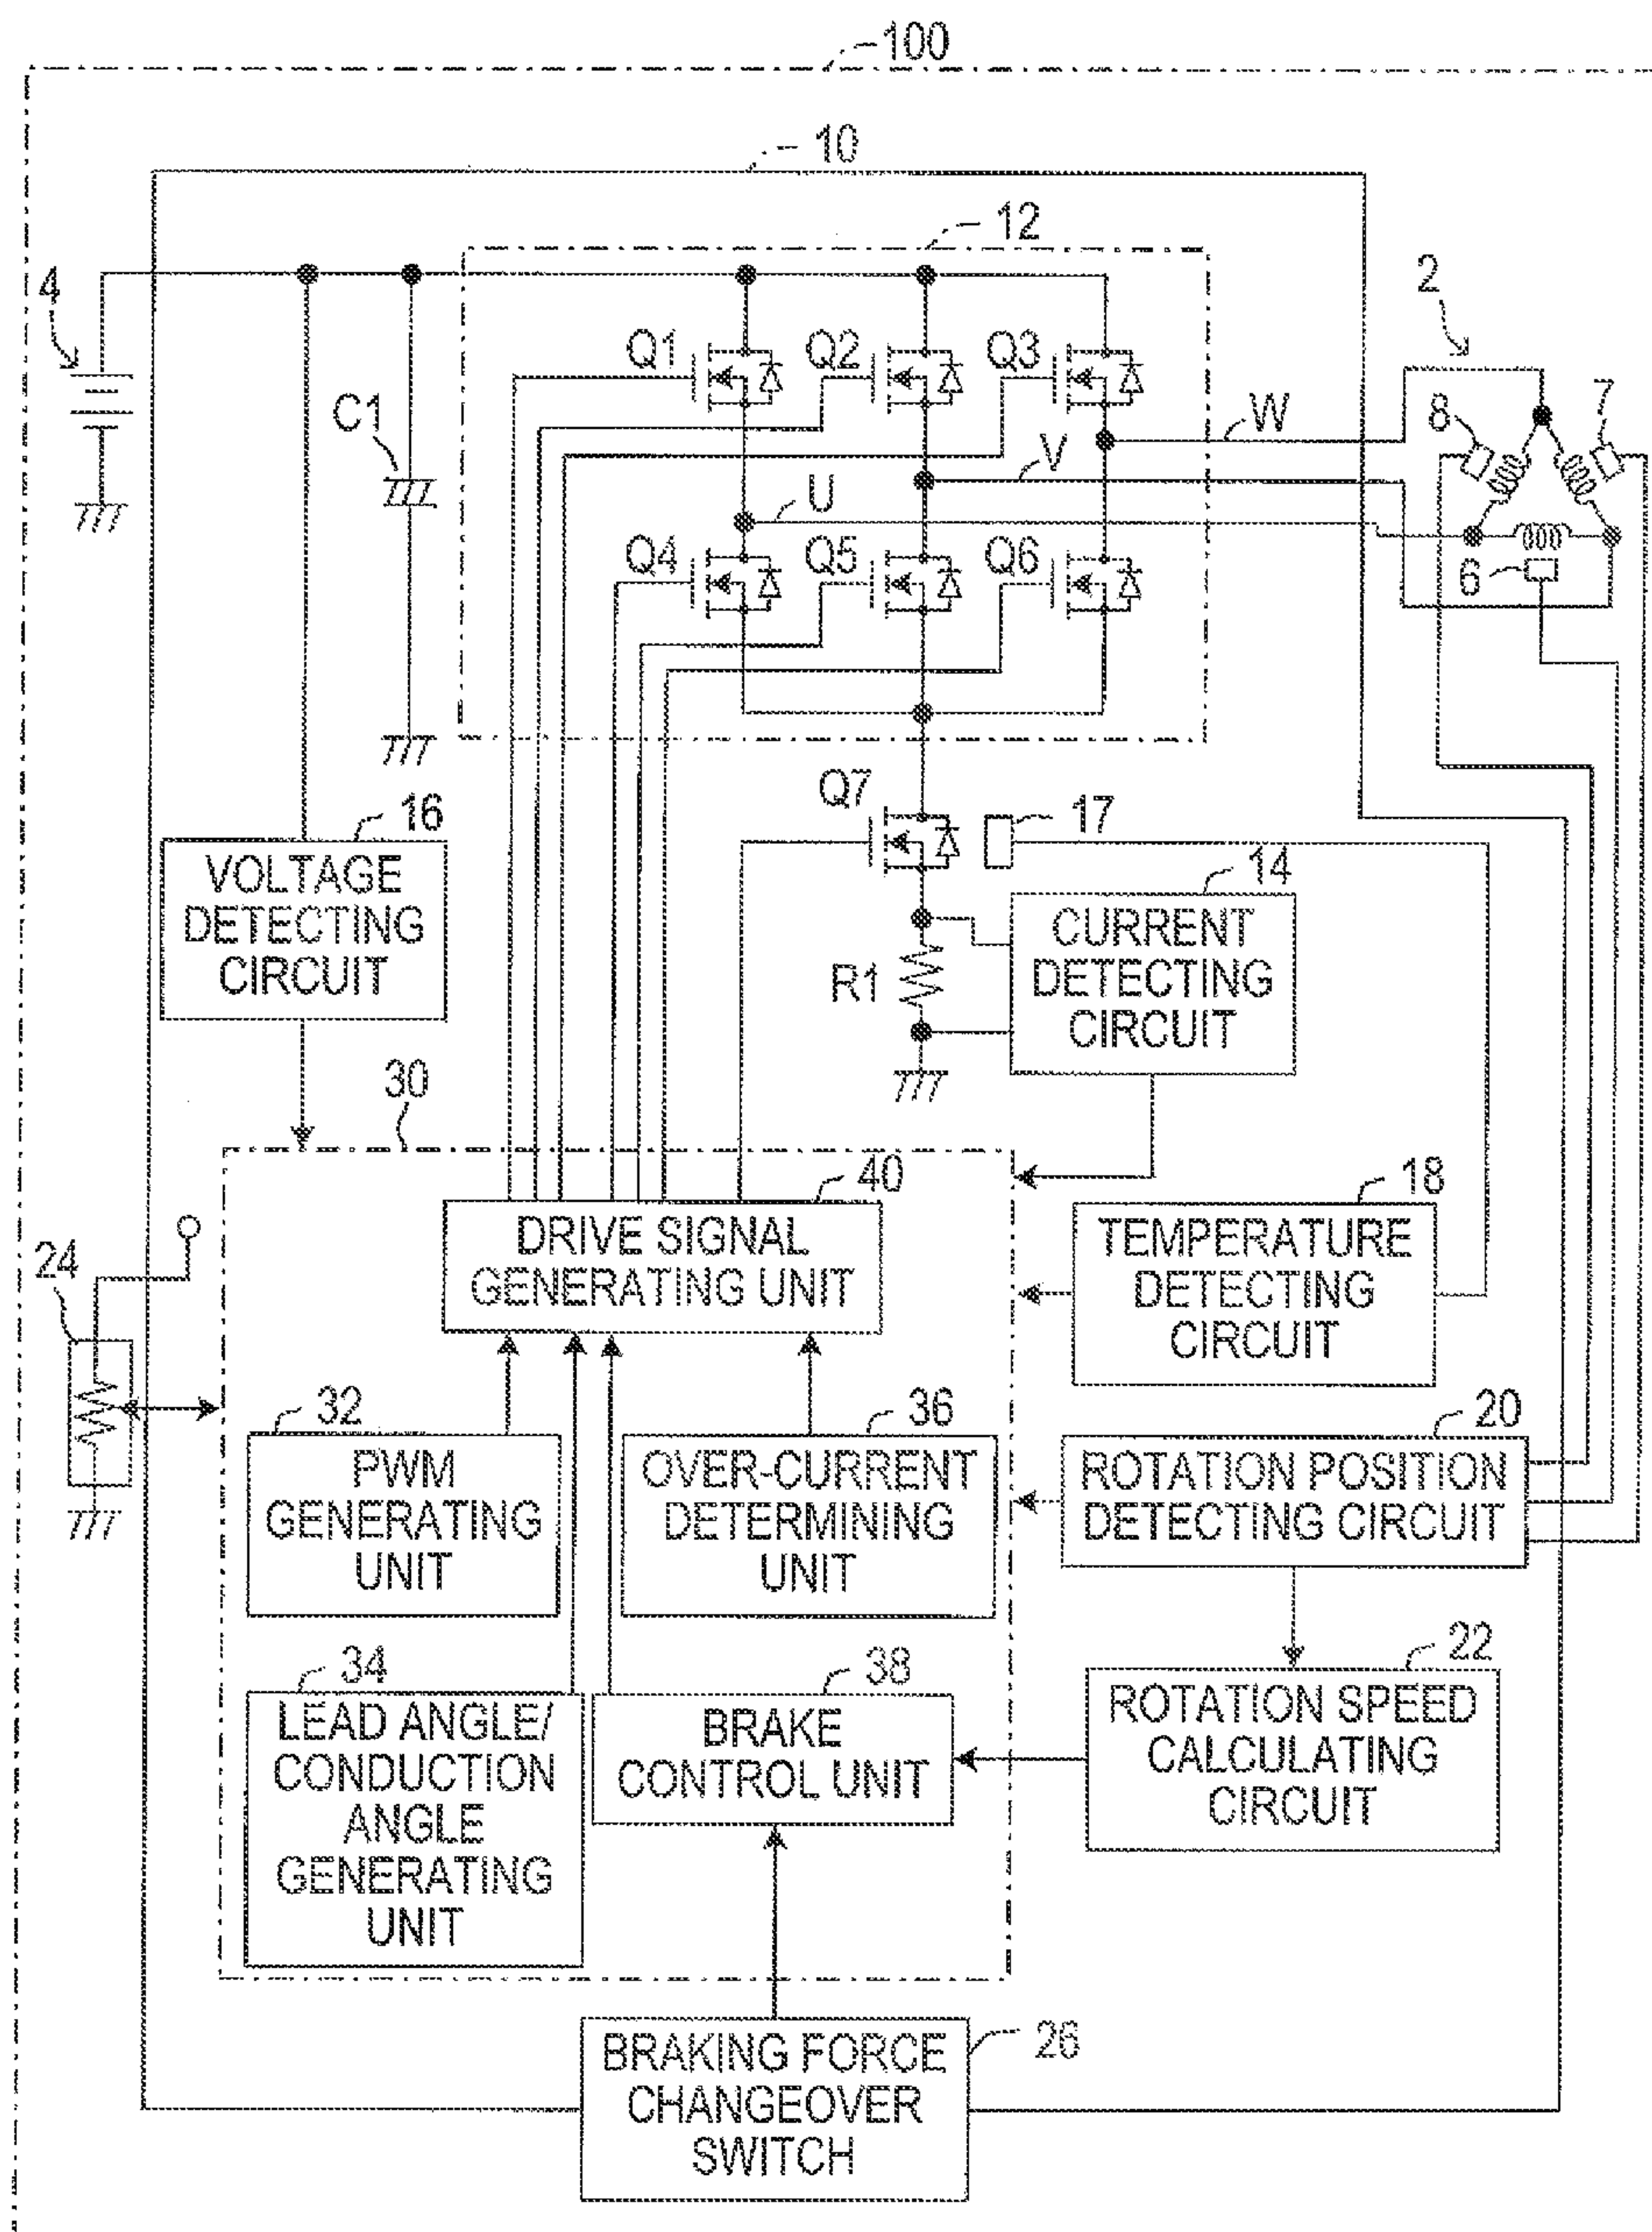 100
10
12
4
2
Q1
Q2
Q3
C1
8
7
W
V
U
Q4
Q5
Q6
6
Q7
16
17
VOLTAGE
DETECTING
CIRCUIT
14
CURRENT
DETECTING
CIRCUIT
R1
30
40
18
DRIVE SIGNAL
GENERATING UNIT
TEMPERATURE
DETECTING
CIRCUIT
24
32
36
20
PWM
GENERATING
UNIT
OVER-CURRENT
DETERMINING
UNIT
ROTATION POSITION
DETECTING CIRCUIT
34
38
22
LEAD ANGLE/
CONDUCTION
ANGLE
GENERATING
UNIT
BRAKE
CONTROL UNIT
ROTATION SPEED
CALCULATING
CIRCUIT
26
BRAKING FORCE
CHANGEOVER
SWITCH